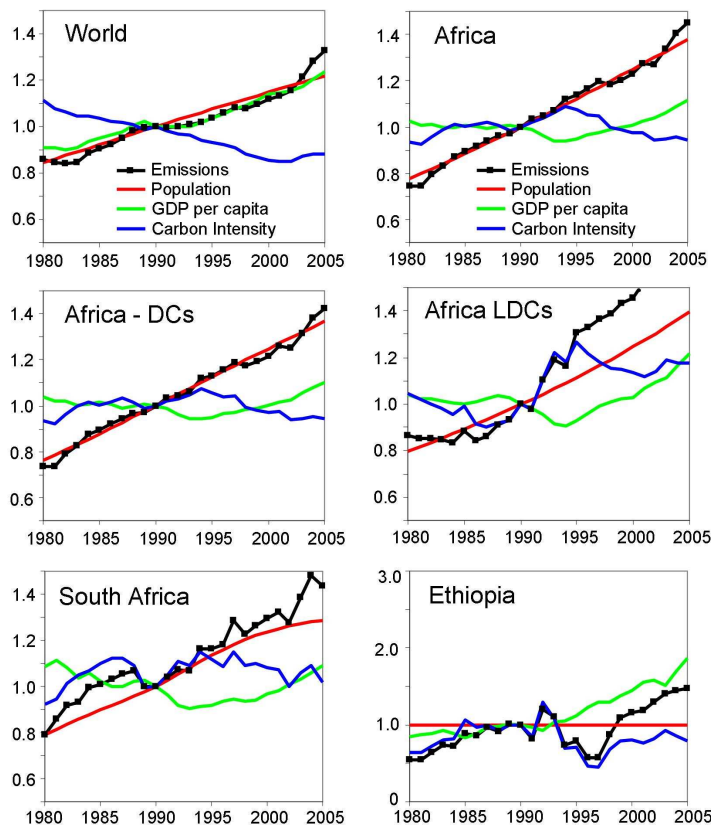 World
1.4
1.2
1.0
0.8
0.6
Emissions
Population
GDP per capita
Carbon Intensity
1980 1985 1990 1995 2000 2005
Africa
1.4
1.2
1.0
0.8
0.6
Emissions
Population
GDP per capita
Carbon Intensity
1980 1985 1990 1995 2000 2005
Africa - DCs
1.4
1.2
1.0
0.8
0.6
1980 1985 1990 1995 2000 2005
Africa LDCs
1.4
1.2
1.0
0.8
0.6
1980 1985 1990 1995 2000 2005
South Africa
1.4
1.2
1.0
0.8
0.6
1980 1985 1990 1995 2000 2005
Ethiopia
3.0
2.0
1.0
0
1980 1985 1990 1995 2000 2005